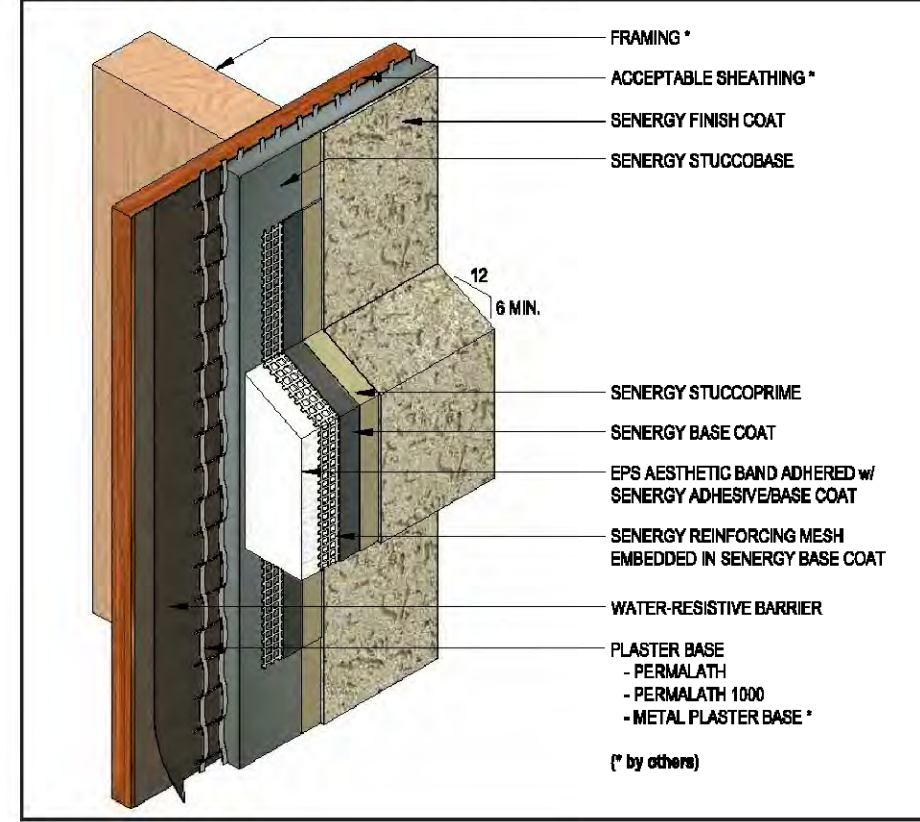 FRAMING *
ACCEPTABLE SHEATHING *
SENERGY FINISH COAT
SENERGY STUCCOBASE
12
6 MIN.
SENERGY STUCCOPRIME
SENERGY BASE COAT
EPS AESTHETIC BAND ADHERED w/
SENERGY ADHESIVE/BASE COAT
SENERGY REINFORCING MESH
EMBEDDED IN SENERGY BASE COAT
WATER-RESISTIVE BARRIER
PLASTER BASE
- PERMALATH
- PERMALATH 1000
- METAL PLASTER BASE *
(* by others)